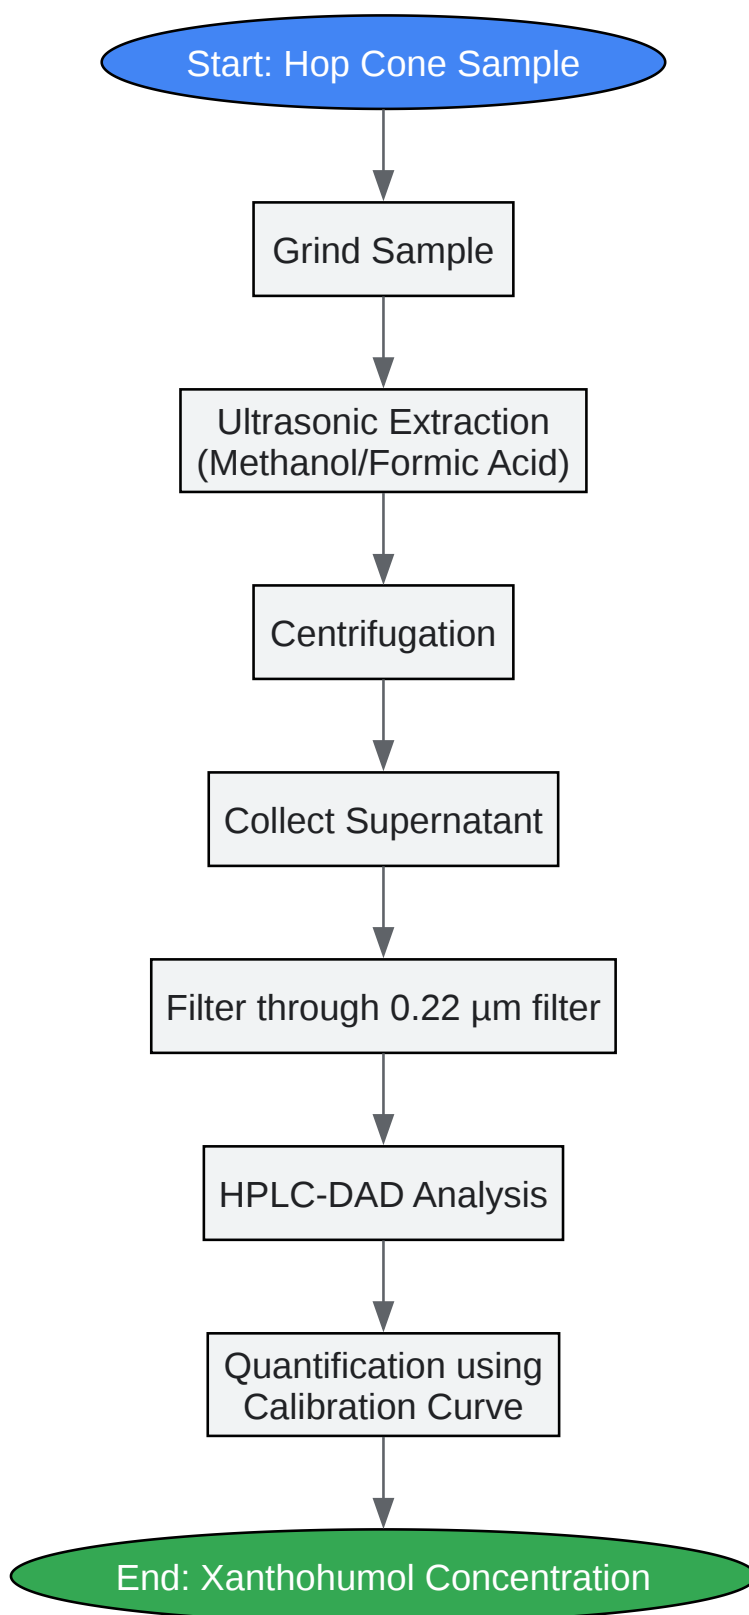 Start: Hop Cone Sample
Grind Sample
Ultrasonic Extraction
(Methanol/Formic Acid)
Centrifugation
Collect Supernatant
Filter through 0.22 µm filter
HPLC-DAD Analysis
Quantification using
Calibration Curve
End: Xanthohumol Concentration